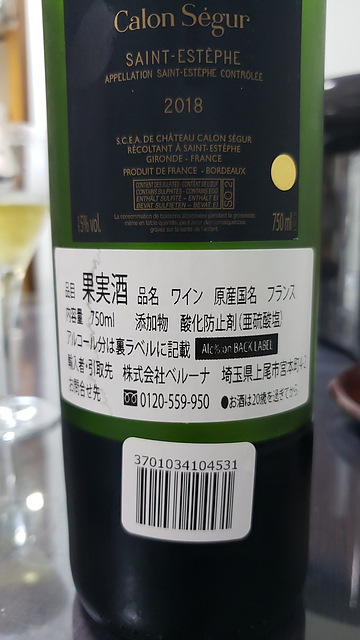 Calon Ségur
SAINT-ESTÈPHE
APPELLATION SAINT-ESTÈPHE CONTRÔLÉE
2018
S.C.E.A. DE CHÂTEAU CALON SÉGUR
RÉCOLTANT À SAINT-ESTÈPHE
GIRONDE - FRANCE
PRODUIT DE FRANCE - BORDEAUX
SO2
5% vol.
750 ml
品目 果実酒 品名 ワイン 原産国名 フランス
内容量 750ml 添加物 酸化防止剤(亜硫酸塩)
アルコール分は裏ラベルに記載 Alc.% on BACK LABEL
輸入者・引取先 株式会社ベルーナ 埼玉県上尾市宮本町4-2
お問合せ先 0120-559-950 ●お酒は20歳を過ぎてから
3701034104531